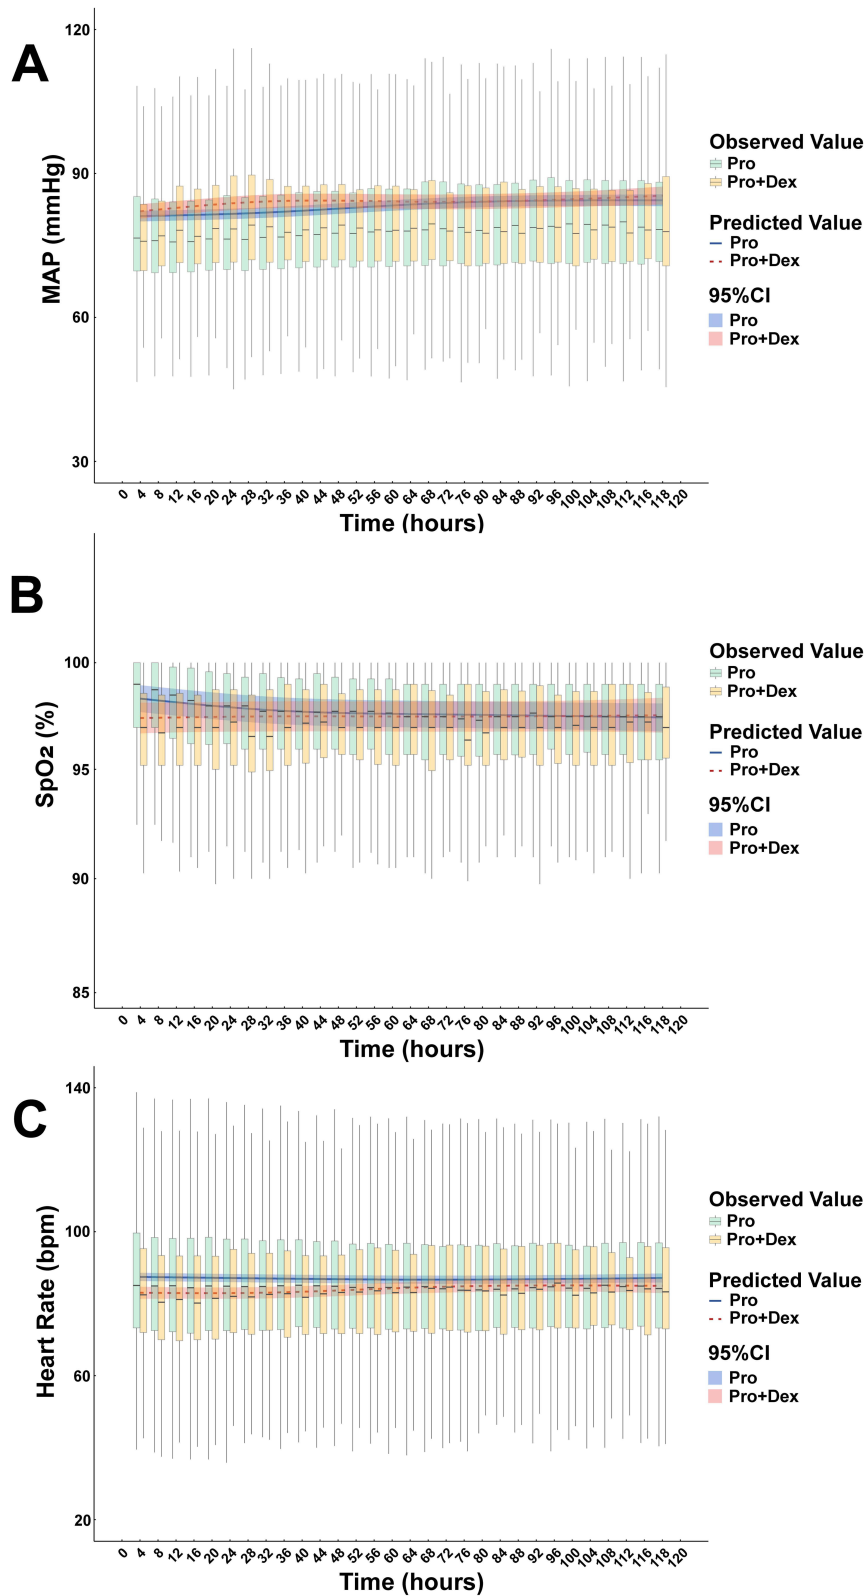 A
120
90
60
30
MAP (mmHg)
0 4 8 12 16 20 24 28 32 36 40 44 48 52 56 60 64 68 72 76 80 84 88 92 96 100 104 108 112 116 118 120
Time (hours)
Observed Value
Pro
Pro+Dex
Predicted Value
Pro
Pro+Dex
95%CI
Pro
Pro+Dex
B
100
95
90
85
SpO₂ (%)
0 4 8 12 16 20 24 28 32 36 40 44 48 52 56 60 64 68 72 76 80 84 88 92 96 100 104 108 112 116 118 120
Time (hours)
Observed Value
Pro
Pro+Dex
Predicted Value
Pro
Pro+Dex
95%CI
Pro
Pro+Dex
C
140
100
60
20
Heart Rate (bpm)
0 4 8 12 16 20 24 28 32 36 40 44 48 52 56 60 64 68 72 76 80 84 88 92 96 100 104 108 112 116 118 120
Time (hours)
Observed Value
Pro
Pro+Dex
Predicted Value
Pro
Pro+Dex
95%CI
Pro
Pro+Dex